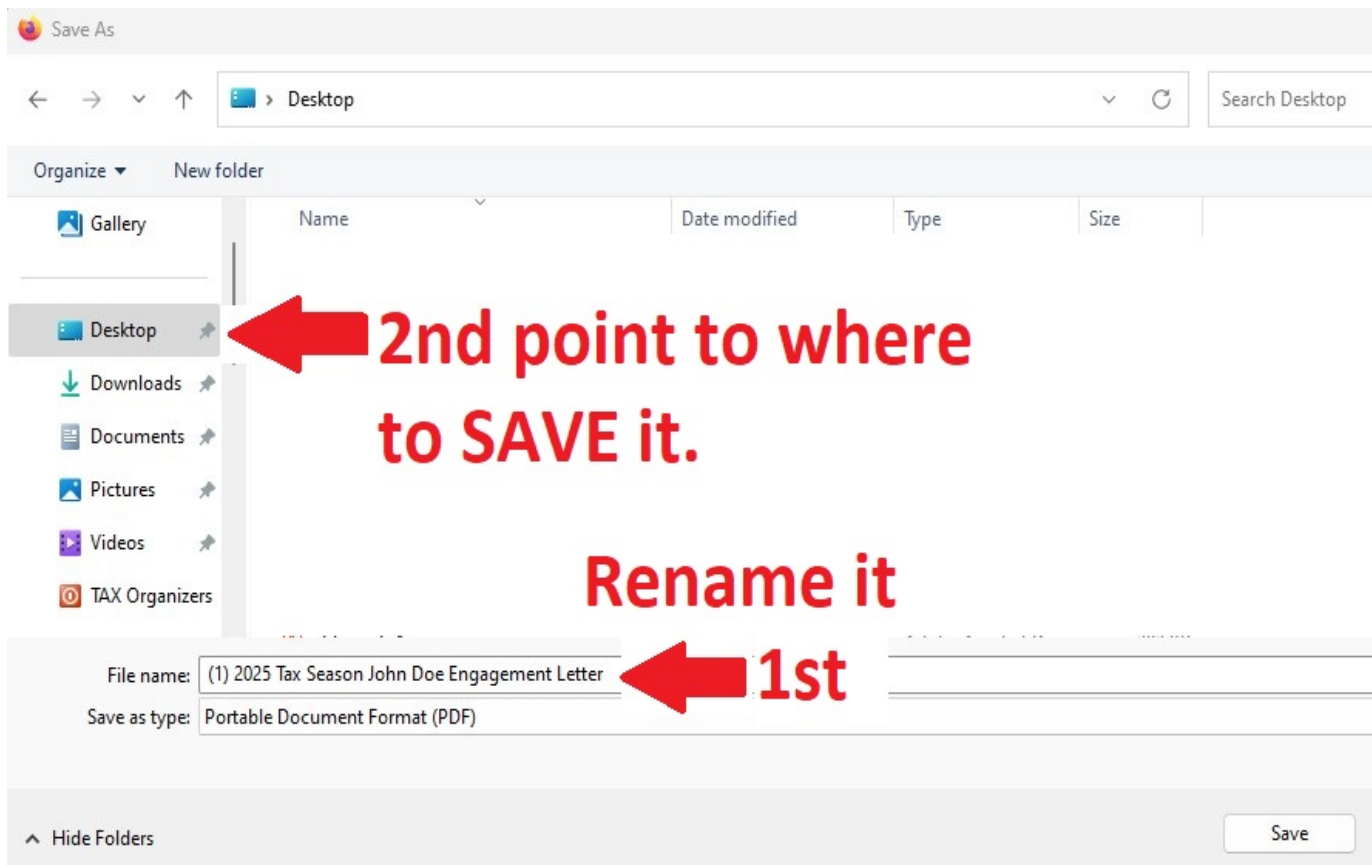 Save As
Desktop
Search Desktop
Organize
New folder
Name
Date modified
Type
Size
Gallery
Desktop
Downloads
Documents
Pictures
Videos
TAX Organizers
2nd point to where
to SAVE it.
Rename it
1st
File name: (1) 2025 Tax Season John Doe Engagement Letter
Save as type: Portable Document Format (PDF)
Hide Folders
Save